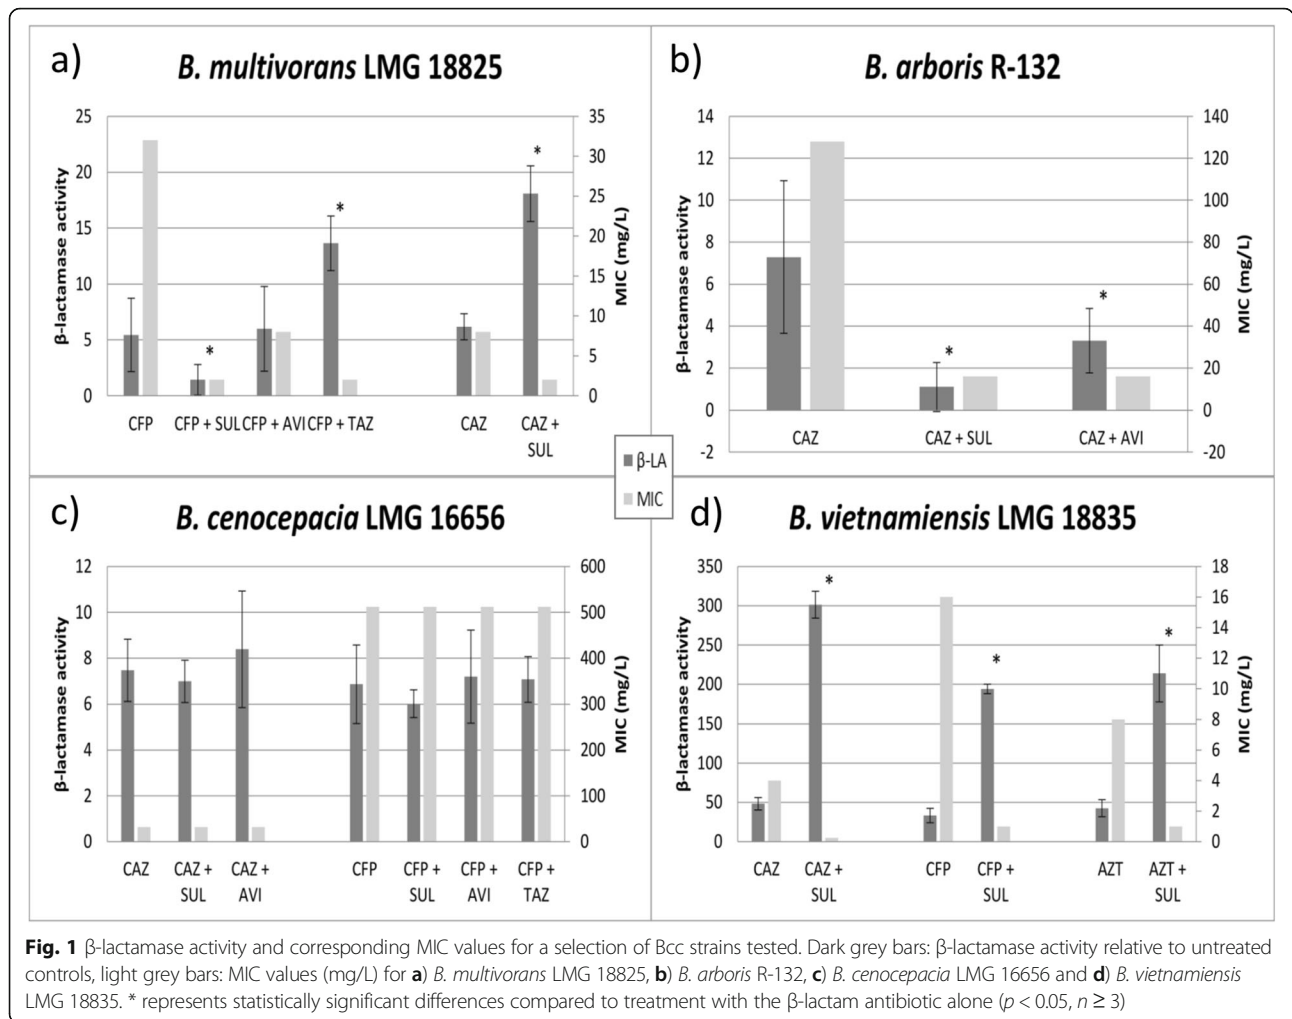 a)
B. multivorans LMG 18825
25
20
15
10
5
0
β-lactamase activity
35
30
25
20
15
10
5
0
MIC (mg/L)
*
*
*
CFP
CFP + SUL
CFP + AVI
CFP + TAZ
CAZ
CAZ +
SUL
b)
B. arboris R-132
14
12
10
8
6
4
2
0
-2
β-lactamase activity
140
120
100
80
60
40
20
0
-20
MIC (mg/L)
*
*
CAZ
CAZ + SUL
CAZ + AVI
β-LA
MIC
c)
B. cenocepacia LMG 16656
12
10
8
6
4
2
0
β-lactamase activity
600
500
400
300
200
100
0
MIC (mg/L)
CAZ
CAZ +
SUL
CAZ +
AVI
CFP
CFP +
SUL
CFP +
AVI
CFP +
TAZ
d)
B. vietnamiensis LMG 18835
350
300
250
200
150
100
50
0
β-lactamase activity
18
16
14
12
10
8
6
4
2
0
MIC (mg/L)
*
*
*
CAZ
CAZ +
SUL
CFP
CFP +
SUL
AZT
AZT +
SUL
Fig. 1 β-lactamase activity and corresponding MIC values for a selection of Bcc strains tested. Dark grey bars: β-lactamase activity relative to untreated
controls, light grey bars: MIC values (mg/L) for a) B. multivorans LMG 18825, b) B. arboris R-132, c) B. cenocepacia LMG 16656 and d) B. vietnamiensis
LMG 18835. * represents statistically significant differences compared to treatment with the β-lactam antibiotic alone (p < 0.05, n ≥ 3)